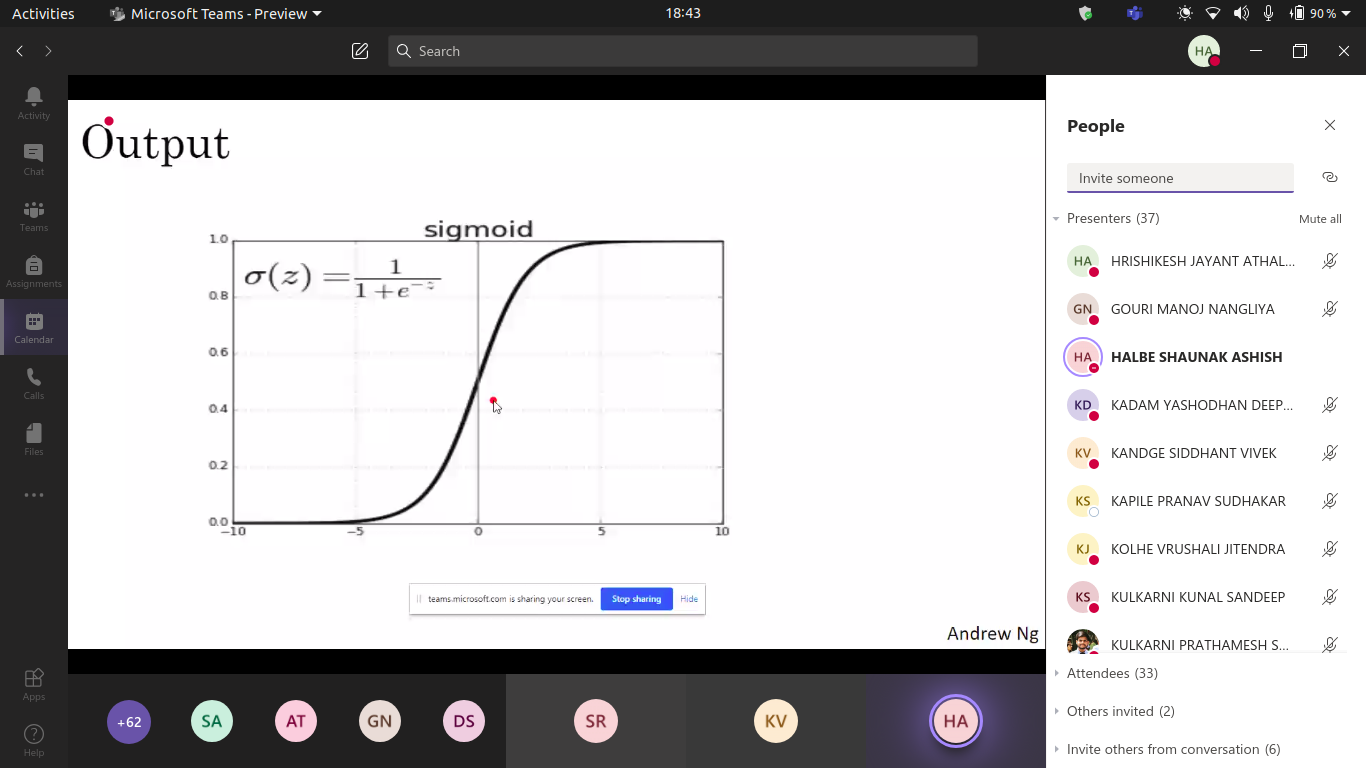 Activities
Microsoft Teams - Preview
18:43
90 %
Search
HA
Activity
Chat
Teams
Assignments
Calendar
Calls
Files
Apps
Help
Output
sigmoid
σ(z) = 1 / (1 + e^−z)
1.0
0.8
0.6
0.4
0.2
0.0
−10
−5
0
5
10
teams.microsoft.com is sharing your screen.
Stop sharing
Hide
Andrew Ng
+62
SA
AT
GN
DS
SR
KV
HA
People
Invite someone
Presenters (37)
Mute all
HA HRISHIKESH JAYANT ATHAL...
GN GOURI MANOJ NANGLIYA
HA HALBE SHAUNAK ASHISH
KD KADAM YASHODHAN DEEP...
KV KANDGE SIDDHANT VIVEK
KS KAPILE PRANAV SUDHAKAR
KJ KOLHE VRUSHALI JITENDRA
KS KULKARNI KUNAL SANDEEP
KULKARNI PRATHAMESH S...
Attendees (33)
Others invited (2)
Invite others from conversation (6)